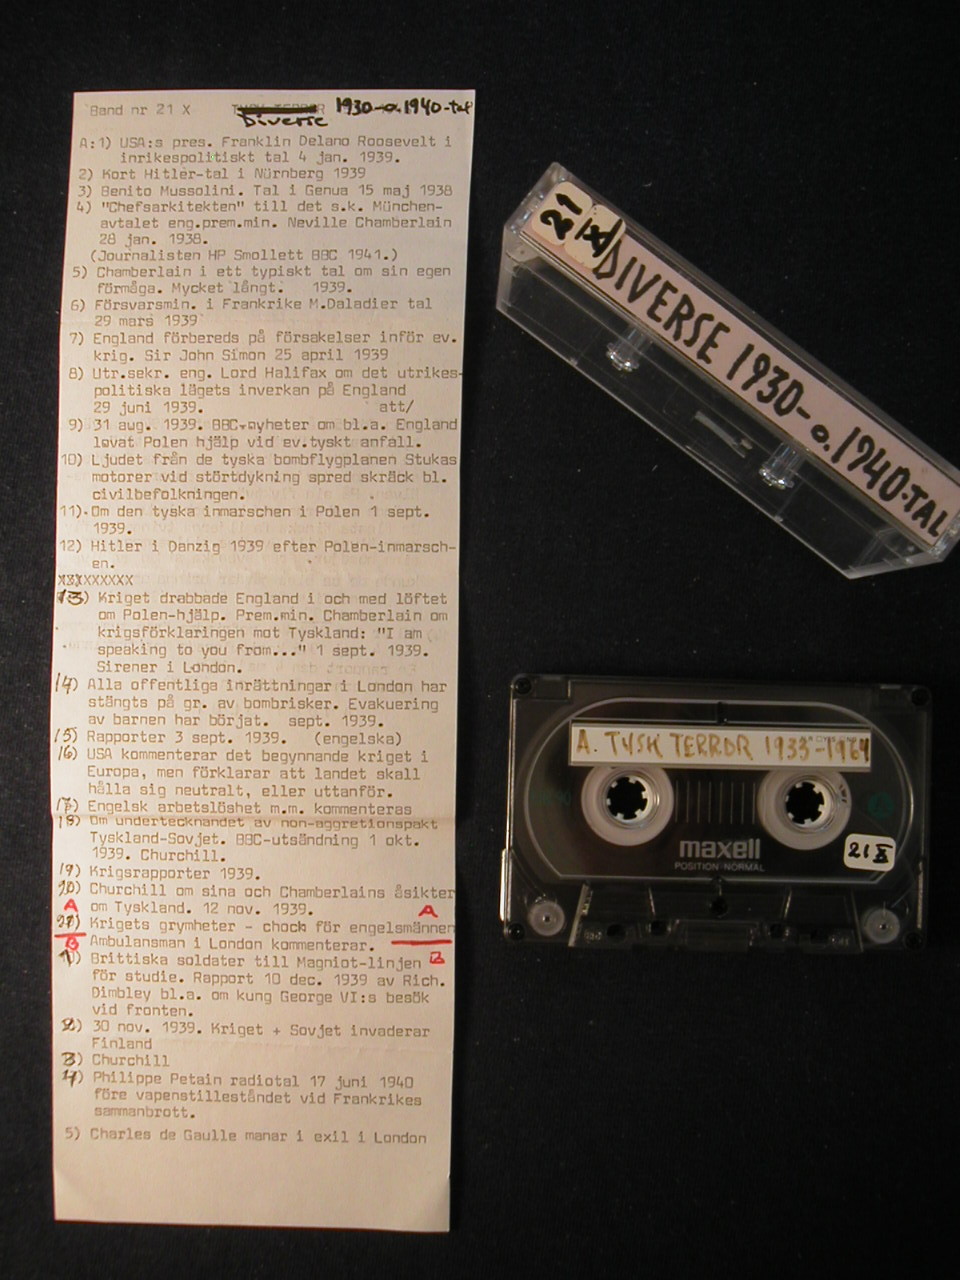 Band nr 21 X 1930-o.1940-tal
Diverse
A:1) USA:s pres. Franklin Delano Roosevelt i
inrikespolitiskt tal 4 jan. 1939.
2) Kort Hitler-tal i Nürnberg 1939
3) Benito Mussolini. Tal i Genua 15 maj 1938
4) "Chefsarkitekten" till det s.k. München-
avtalet eng.prem.min. Neville Chamberlain
28 jan. 1938.
(Journalisten HP Smollett BBC 1941.)
5) Chamberlain i ett typiskt tal om sin egen
förmåga. Mycket långt. 1939.
6) Försvarsmin. i Frankrike M.Daladier tal
29 mars 1939
7) England förbereds på försakelser inför ev.
krig. Sir John Simon 25 april 1939
8) Utr.sekr. eng. Lord Halifax om det utrikes-
politiska lägets inverkan på England
29 juni 1939. att/
9) 31 aug. 1939. BBC-nyheter om bl.a. England
lovat Polen hjälp vid ev.tyskt anfall.
10) Ljudet från de tyska bombflygplanen Stukas
motorer vid störtdykning spred skräck bl.
civilbefolkningen.
11) Om den tyska inmarschen i Polen 1 sept.
1939.
12) Hitler i Danzig 1939 efter Polen-inmarsch-
en.
XXXXXXXXX
13) Kriget drabbade England i och med löftet
om Polen-hjälp. Prem.min. Chamberlain om
krigsförklaringen mot Tyskland: "I am
speaking to you from..." 1 sept. 1939.
Sirener i London.
14) Alla offentliga inrättningar i London har
stängts på gr. av bombrisker. Evakuering
av barnen har börjat. sept. 1939.
15) Rapporter 3 sept. 1939. (engelska)
16) USA kommenterar det begynnande kriget i
Europa, men förklarar att landet skall
hålla sig neutralt, eller uttanför.
17) Engelsk arbetslöshet m.m. kommenteras
18) Om undertecknandet av non-aggretionspakt
Tyskland-Sovjet. BBC-utsändning 1 okt.
1939. Churchill.
19) Krigsrapporter 1939.
20) Churchill om sina och Chamberlains åsikter
A om Tyskland. 12 nov. 1939. A
21) Krigets grymheter - chock för engelsmännen
B Ambulansman i London kommenterar.
1) Brittiska soldater till Magniot-linjen B
för studie. Rapport 10 dec. 1939 av Rich.
Dimbley bl.a. om kung George VI:s besök
vid fronten.
2) 30 nov. 1939. Kriget + Sovjet invaderar
Finland
3) Churchill
4) Philippe Petain radiotal 17 juni 1940
före vapenstilleståndet vid Frankrikes
sammanbrott.
5) Charles de Gaulle manar i exil i London
21 DIVERSE 1930-o.1940-TAL
A. TYSK TERROR 1933-1964
maxell
POSITION NORMAL
21 X